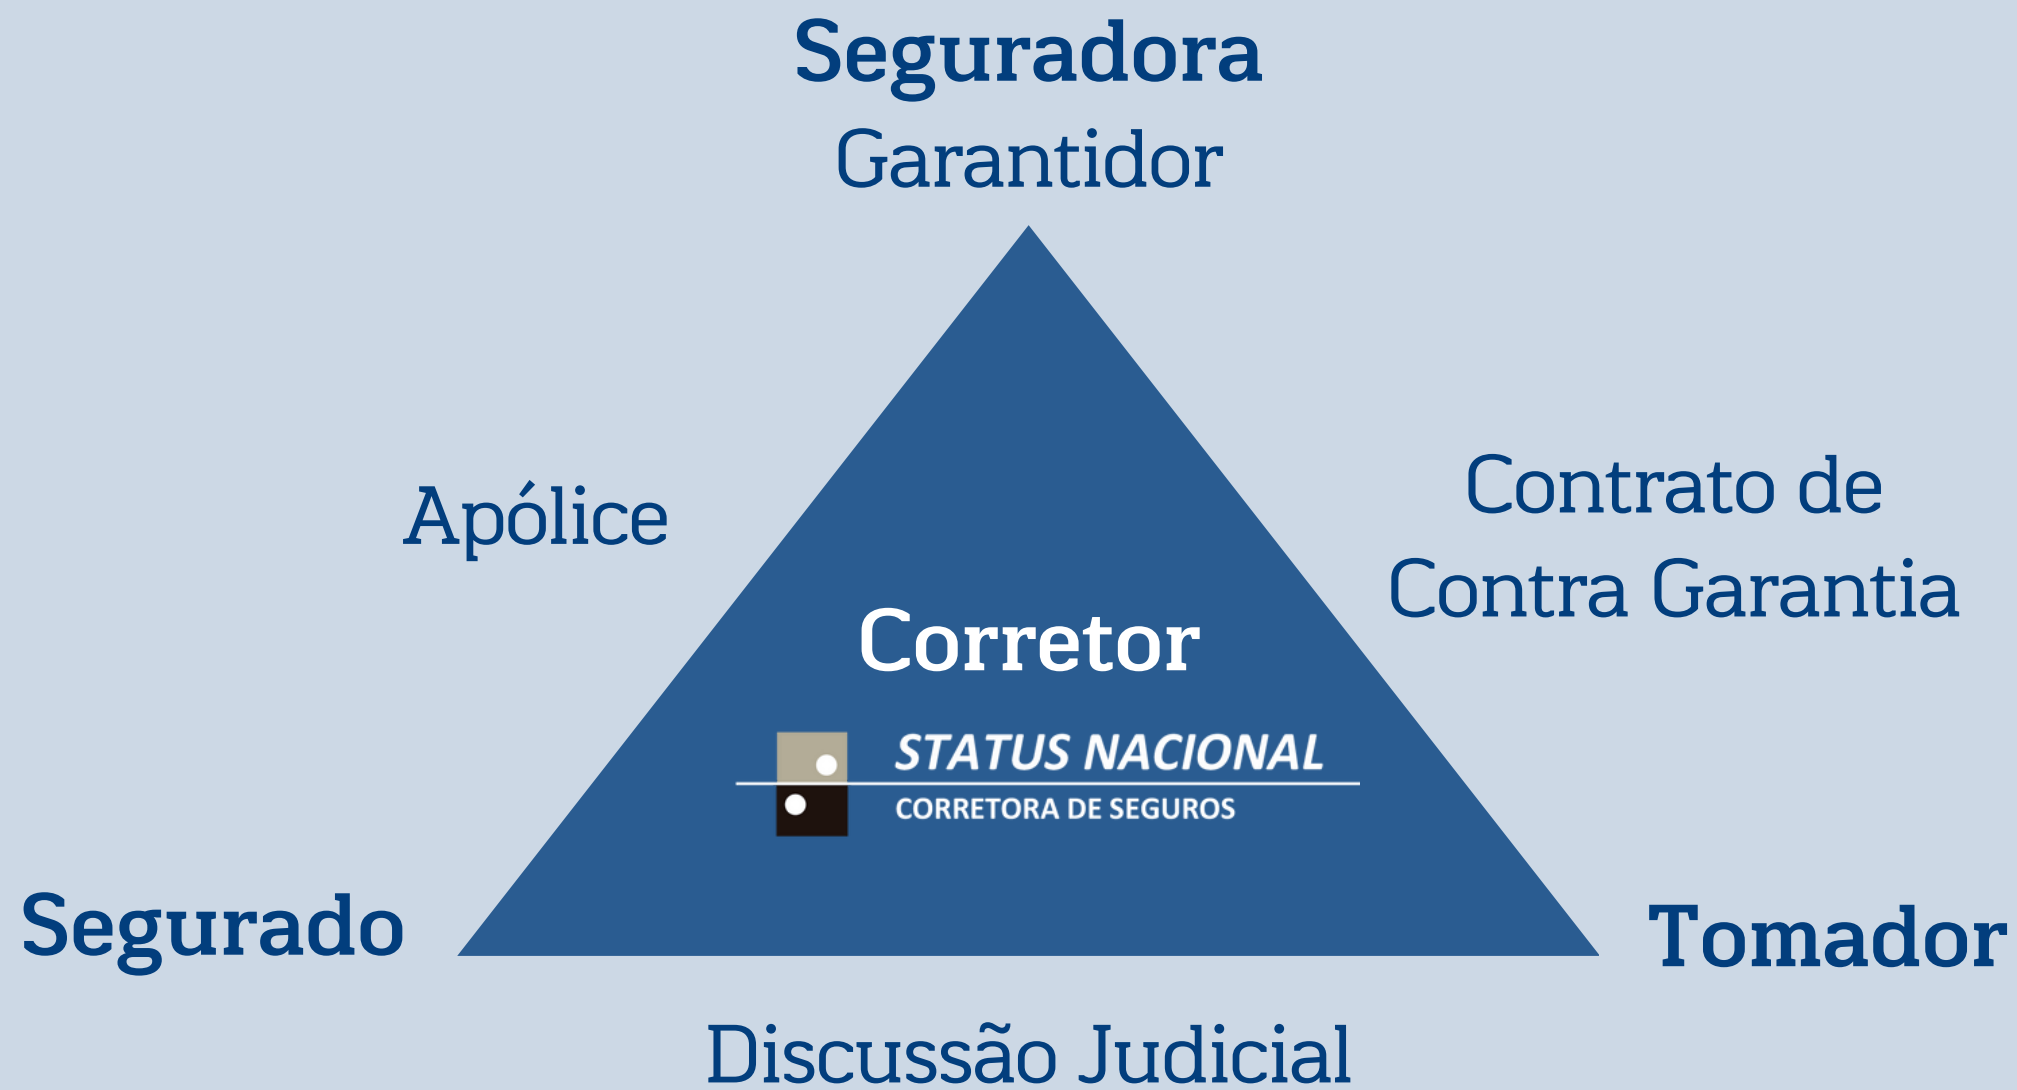 Seguradora
Garantidor
Apólice
Contrato de
Contra Garantia
Corretor
STATUS NACIONAL
CORRETORA DE SEGUROS
Segurado
Tomador
Discussão Judicial